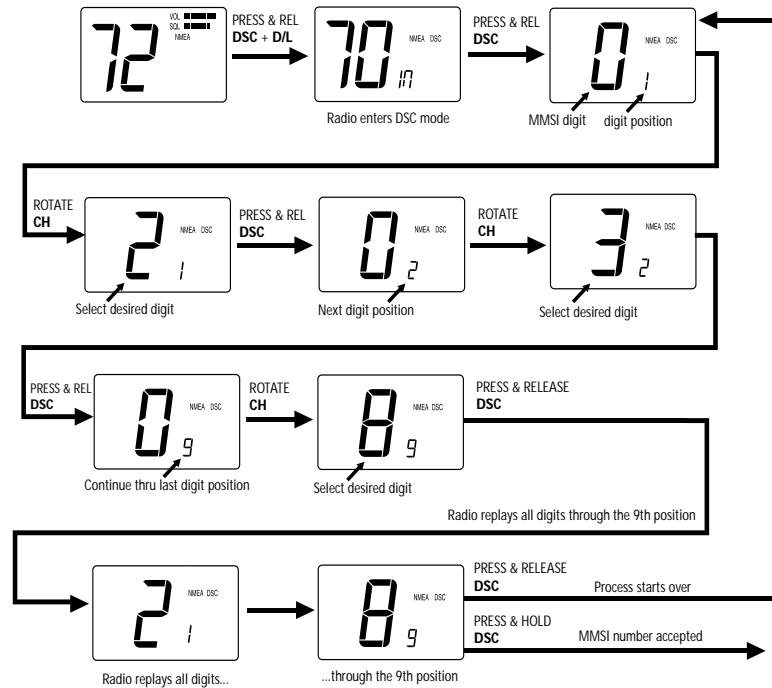 72
VOL
SQL
NMEA
PRESS & REL
DSC + D/L
70 in
NMEA DSC
Radio enters DSC mode
PRESS & REL
DSC
0 1
NMEA DSC
MMSI digit
digit position
ROTATE
CH
2 1
NMEA DSC
Select desired digit
PRESS & REL
DSC
0 2
NMEA DSC
Next digit position
ROTATE
CH
3 2
NMEA DSC
Select desired digit
PRESS & REL
DSC
0 9
NMEA DSC
Continue thru last digit position
ROTATE
CH
8 9
NMEA DSC
Select desired digit
PRESS & RELEASE
DSC
Radio replays all digits through the 9th position
2 1
NMEA DSC
Radio replays all digits...
8 9
NMEA DSC
...through the 9th position
PRESS & RELEASE
DSC
Process starts over
PRESS & HOLD
DSC
MMSI number accepted